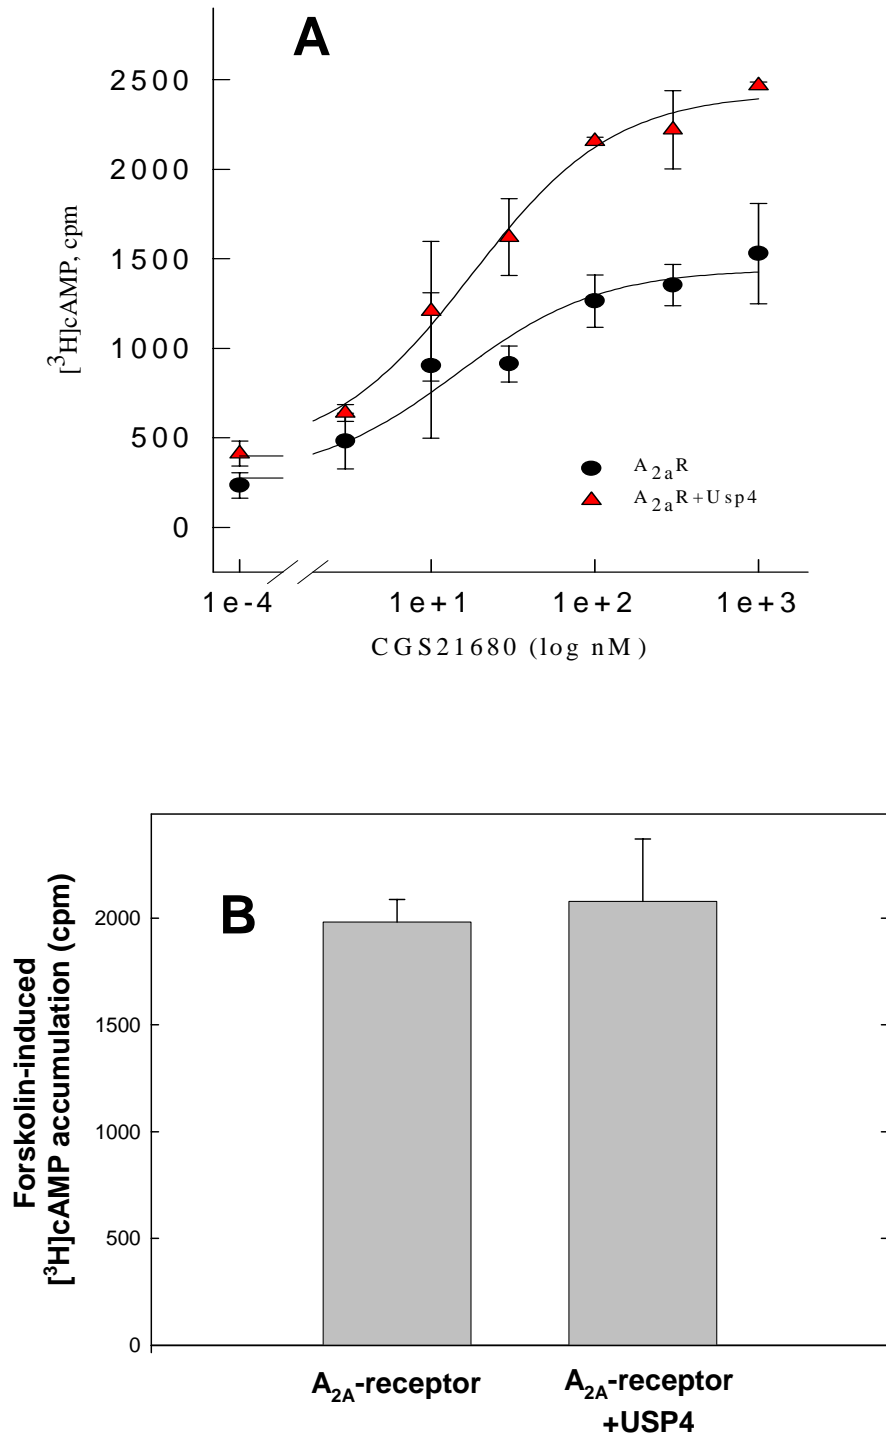 A
2500
2000
1500
1000
500
0
[3H]cAMP, cpm
A2aR
A2aR+Usp4
1e-4 1e+1 1e+2 1e+3
CGS21680 (log nM)
B
Forskolin-induced
[3H]cAMP accumulation (cpm)
2000
1500
1000
500
0
A2A-receptor
A2A-receptor
+USP4